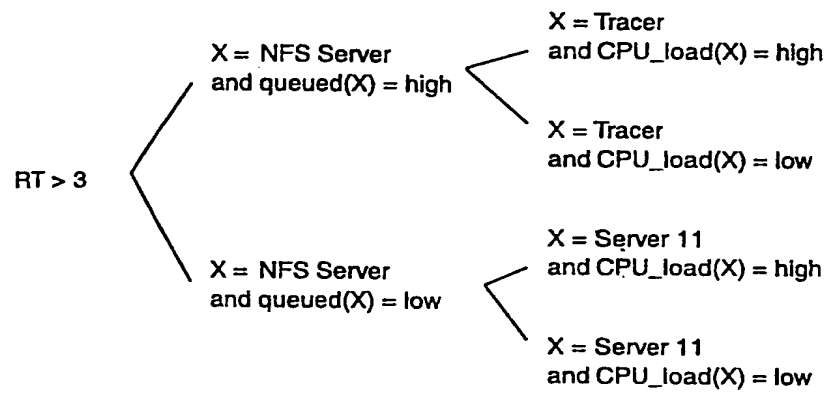 RT > 3
X = NFS Server
and queued(X) = high
X = Tracer
and CPU_load(X) = high
X = Tracer
and CPU_load(X) = low
X = NFS Server
and queued(X) = low
X = Server 11
and CPU_load(X) = high
X = Server 11
and CPU_load(X) = low